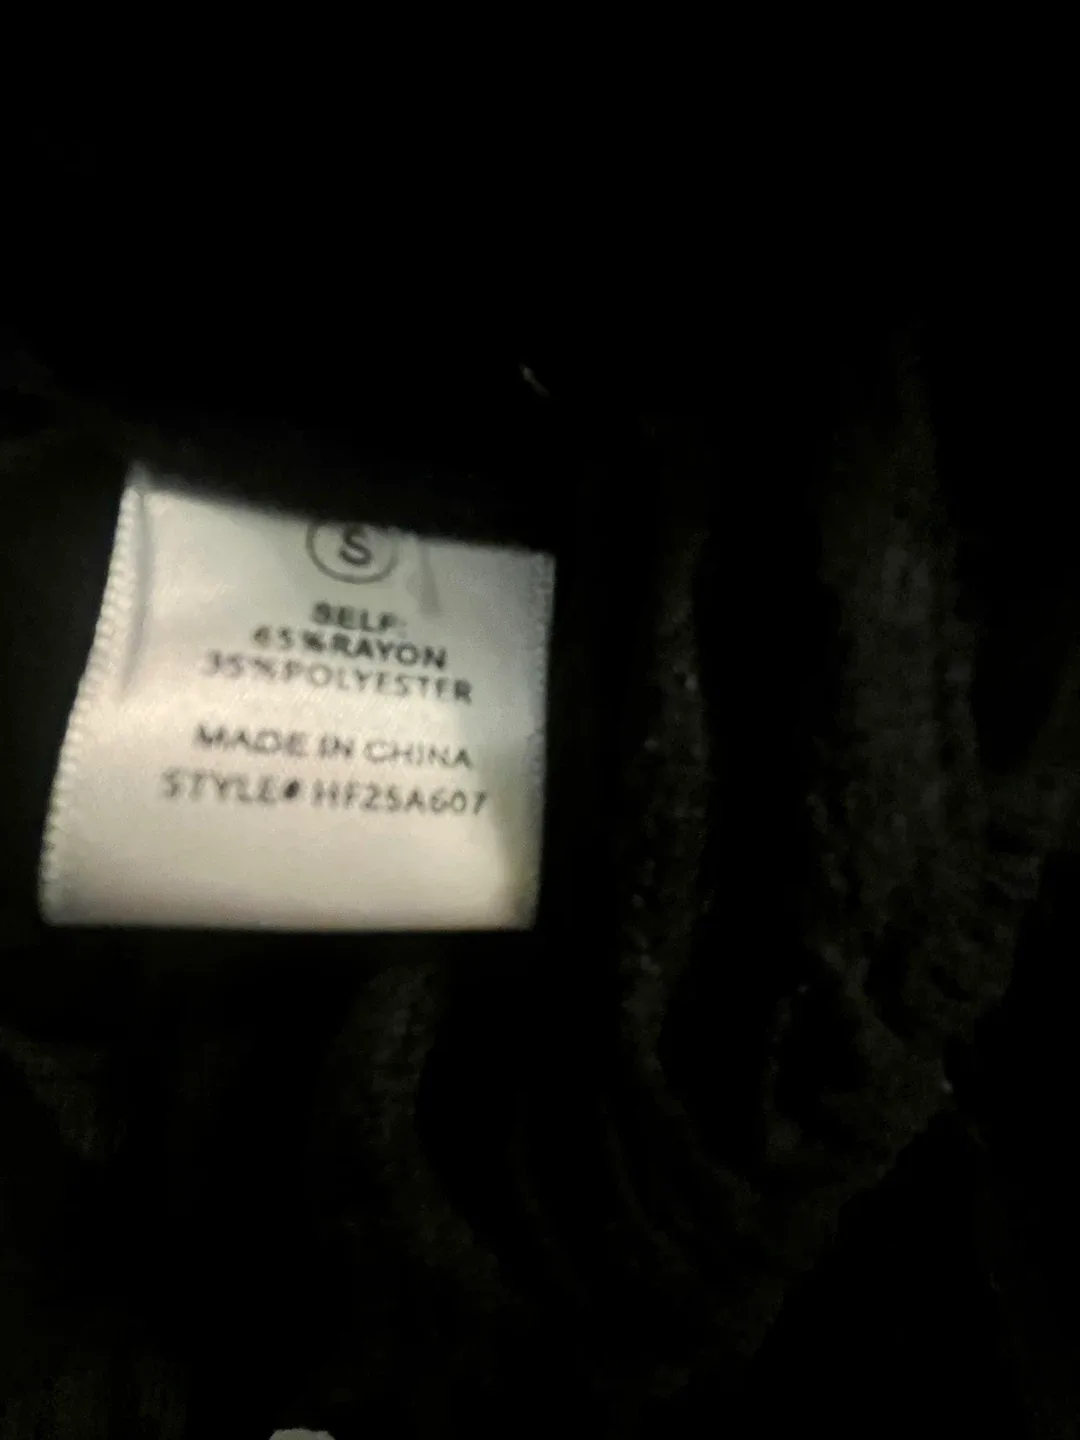 S
SELF:
65%RAYON
35%POLYESTER
MADE IN CHINA
STYLE# HF25A607